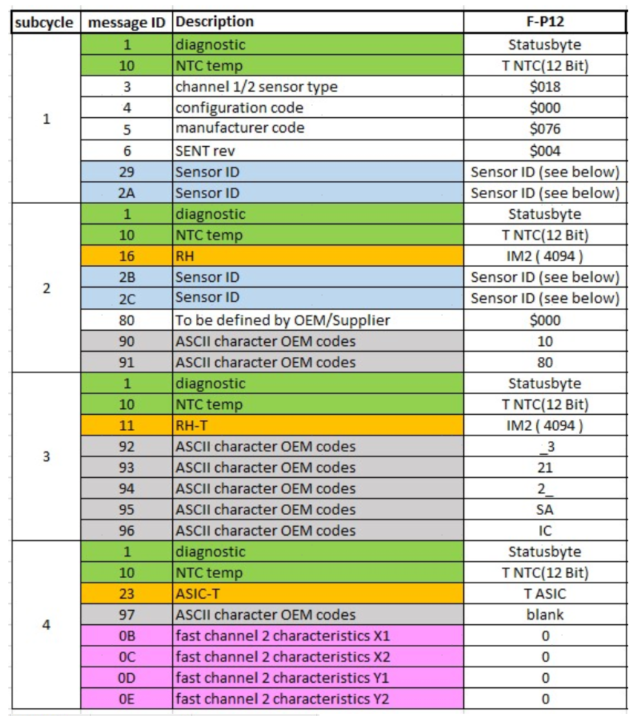 subcycle message ID Description F-P12
1
1 diagnostic Statusbyte
10 NTC temp T NTC(12 Bit)
3 channel 1/2 sensor type $018
4 configuration code $000
5 manufacturer code $076
6 SENT rev $004
29 Sensor ID Sensor ID (see below)
2A Sensor ID Sensor ID (see below)
2
1 diagnostic Statusbyte
10 NTC temp T NTC(12 Bit)
16 RH IM2 ( 4094 )
2B Sensor ID Sensor ID (see below)
2C Sensor ID Sensor ID (see below)
80 To be defined by OEM/Supplier $000
90 ASCII character OEM codes 10
91 ASCII character OEM codes 80
3
1 diagnostic Statusbyte
10 NTC temp T NTC(12 Bit)
11 RH-T IM2 ( 4094 )
92 ASCII character OEM codes _3
93 ASCII character OEM codes 21
94 ASCII character OEM codes 2_
95 ASCII character OEM codes SA
96 ASCII character OEM codes IC
4
1 diagnostic Statusbyte
10 NTC temp T NTC(12 Bit)
23 ASIC-T T ASIC
97 ASCII character OEM codes blank
0B fast channel 2 characteristics X1 0
0C fast channel 2 characteristics X2 0
0D fast channel 2 characteristics Y1 0
0E fast channel 2 characteristics Y2 0